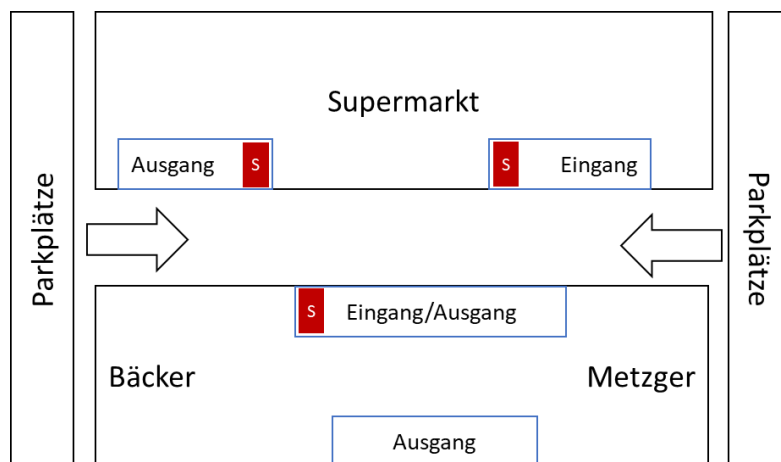 Supermarkt
Ausgang S
S Eingang
Parkplätze
Parkplätze
S Eingang/Ausgang
Bäcker
Metzger
Ausgang